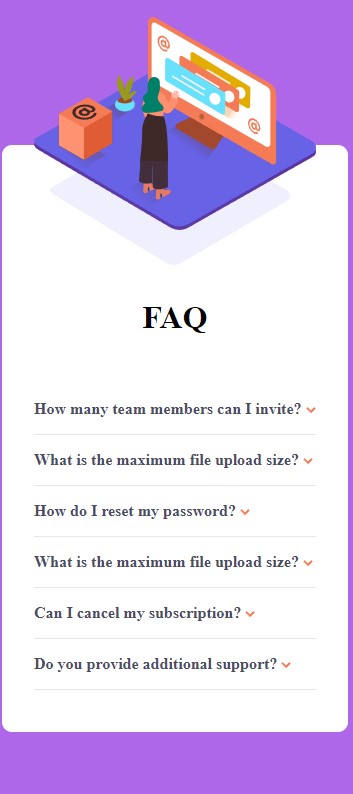 @
@
@
FAQ
How many team members can I invite?
What is the maximum file upload size?
How do I reset my password?
What is the maximum file upload size?
Can I cancel my subscription?
Do you provide additional support?